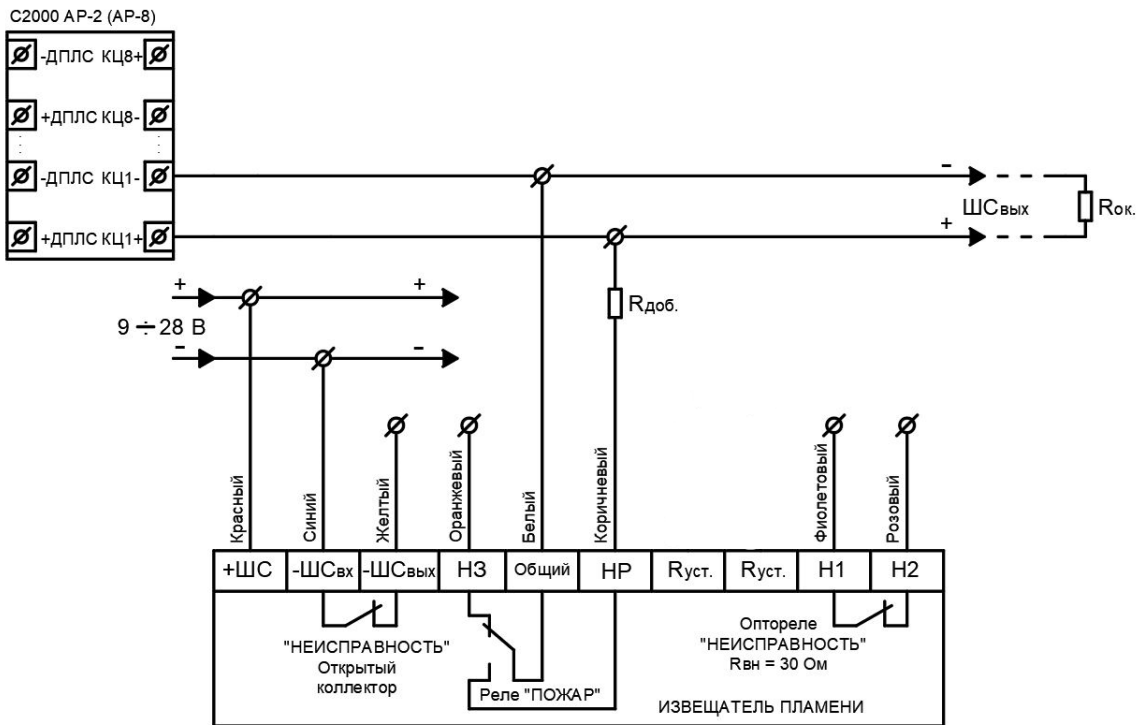 С2000 АР-2 (АР-8)
-ДПЛС КЦ8+
+ДПЛС КЦ8-
-ДПЛС КЦ1-
+ДПЛС КЦ1+
-
ШСвых
+
Rок.
+
+
9 ÷ 28 В
-
-
Rдоб.
Красный
Синий
Желтый
Оранжевый
Белый
Коричневый
Фиолетовый
Розовый
+ШС
-ШСвх
-ШСвых
НЗ
Общий
НР
Rуст.
Rуст.
Н1
Н2
"НЕИСПРАВНОСТЬ"
Открытый
коллектор
Реле "ПОЖАР"
Оптореле
"НЕИСПРАВНОСТЬ"
Rвн = 30 Ом
ИЗВЕЩАТЕЛЬ ПЛАМЕНИ